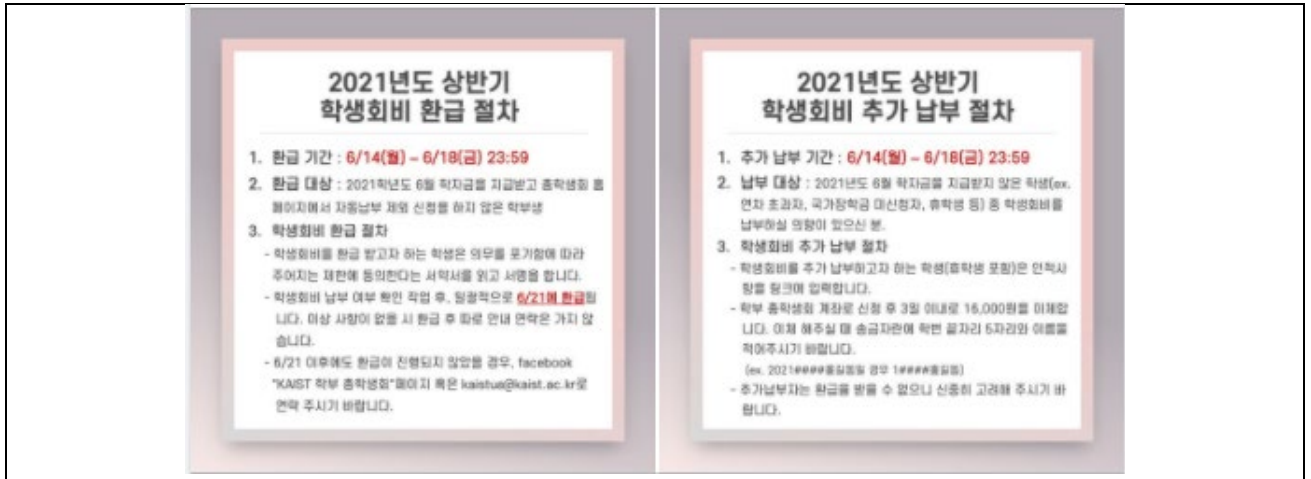 2021년도 상반기
학생회비 환급 절차
1. 환급 기간 : 6/14(월) – 6/18(금) 23:59
2. 환급 대상 : 2021학년도 6월 학자금을 지급받고 총학생회 홈
페이지에서 자동납부 제외 신청을 하지 않은 학부생
3. 학생회비 환급 절차
- 학생회비를 환급 받고자 하는 학생은 의무를 포기함에 따라
주어지는 제한에 동의한다는 서약서를 읽고 서명을 합니다.
- 학생회비 납부 여부 확인 작업 후, 일괄적으로 6/21에 환급됩
니다. 이상 사항이 없을 시 환급 후 따로 안내 연락은 가지 않
습니다.
- 6/21 이후에도 환급이 진행되지 않았을 경우, facebook
"KAIST 학부 총학생회"페이지 혹은 kaistua@kaist.ac.kr로
연락 주시기 바랍니다.
2021년도 상반기
학생회비 추가 납부 절차
1. 추가 납부 기간 : 6/14(월) – 6/18(금) 23:59
2. 납부 대상 : 2021년도 6월 학자금을 지급받지 않은 학생(ex.
연차 초과자, 국가장학금 미신청자, 휴학생 등) 중 학생회비를
납부하실 의향이 있으신 분.
3. 학생회비 추가 납부 절차
- 학생회비를 추가 납부하고자 하는 학생(휴학생 포함)은 인적사
항을 링크에 입력합니다.
- 학부 총학생회 계좌로 신청 후 3일 이내로 16,000원을 이체합
니다. 이체 해주실 때 송금자란에 학번 끝자리 5자리와 이름을
적어주시기 바랍니다.
(ex. 2021####홍길동일 경우 1####홍길동)
- 추가납부자는 환급을 받을 수 없으니 신중히 고려해 주시기 바
랍니다.